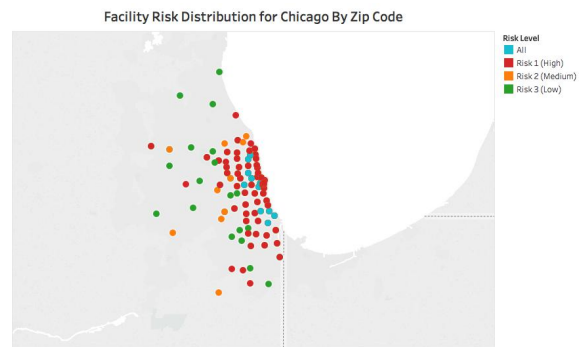 Facility Risk Distribution for Chicago By Zip Code
Risk Level
All
Risk 1 (High)
Risk 2 (Medium)
Risk 3 (Low)